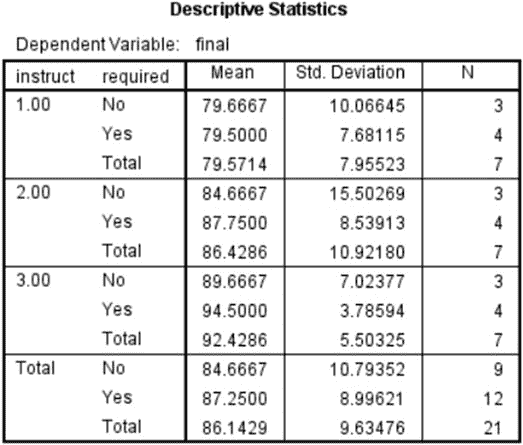 Descriptive Statistics
Dependent Variable: final
instruct required Mean Std. Deviation N
1.00 No 79.6667 10.06645 3
Yes 79.5000 7.68115 4
Total 79.5714 7.95523 7
2.00 No 84.6667 15.50269 3
Yes 87.7500 8.53913 4
Total 86.4286 10.92180 7
3.00 No 89.6667 7.02377 3
Yes 94.5000 3.78594 4
Total 92.4286 5.50325 7
Total No 84.6667 10.79352 9
Yes 87.2500 8.99621 12
Total 86.1429 9.63476 21